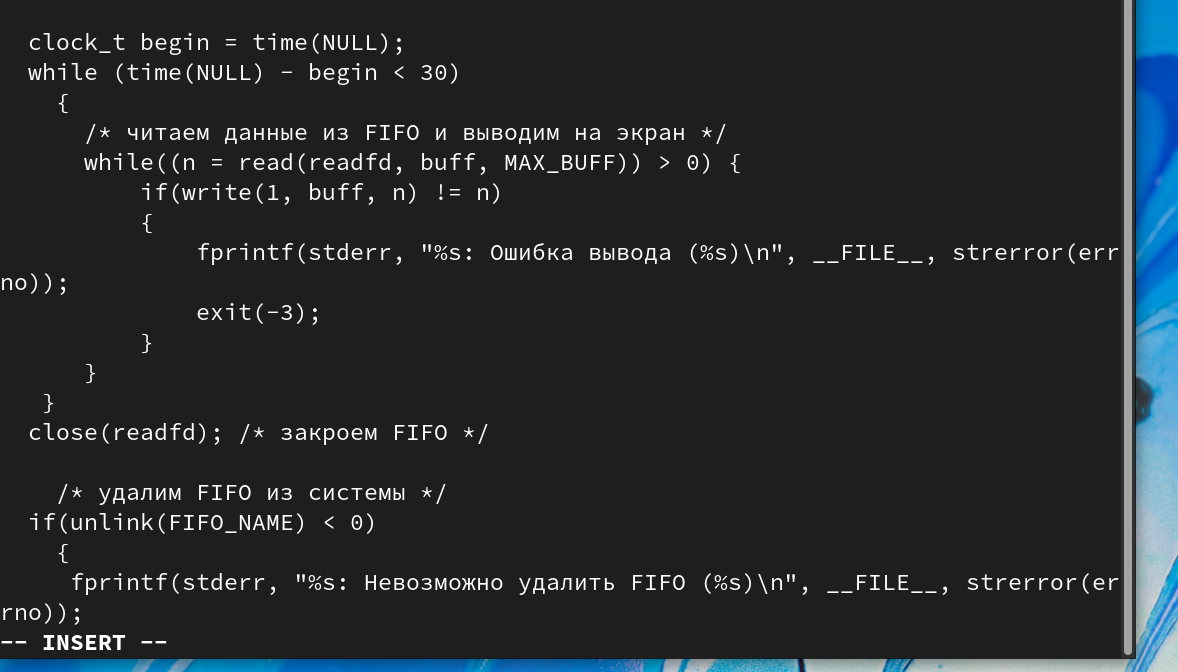 clock_t begin = time(NULL);
while (time(NULL) - begin < 30)
{
/* читаем данные из FIFO и выводим на экран */
while((n = read(readfd, buff, MAX_BUFF)) > 0) {
if(write(1, buff, n) != n)
{
fprintf(stderr, "%s: Ошибка вывода (%s)\n", __FILE__, strerror(err
no));
exit(-3);
}
}
}
close(readfd); /* закроем FIFO */
/* удалим FIFO из системы */
if(unlink(FIFO_NAME) < 0)
{
fprintf(stderr, "%s: Невозможно удалить FIFO (%s)\n", __FILE__, strerror(er
rno));
-- INSERT --